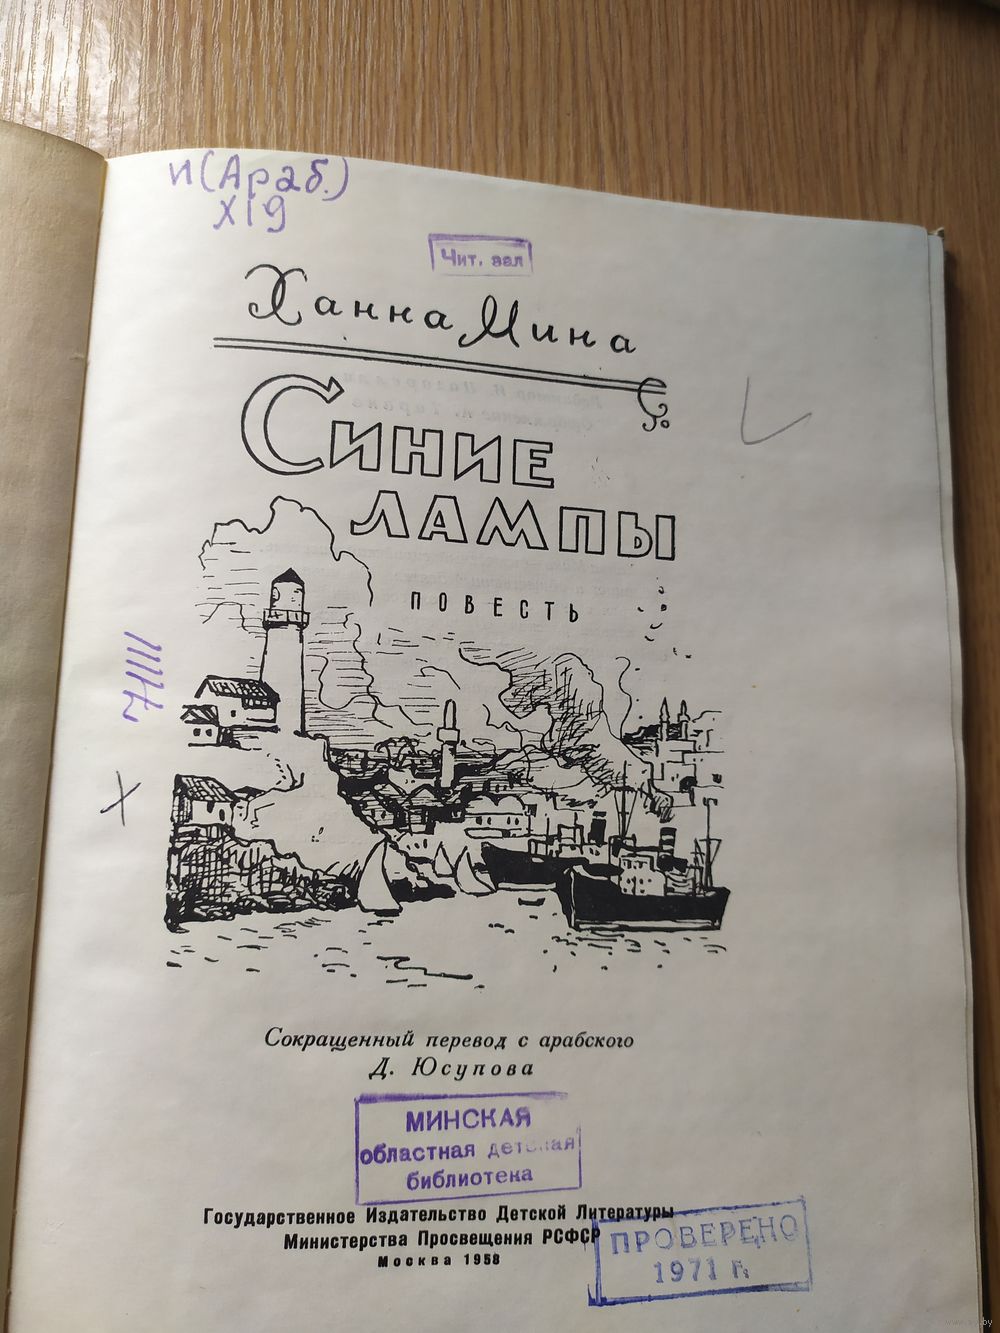 И(Араб.)
Х19
Чит. зал
Ханна Мина
СИНИЕ
ЛАМПЫ
ПОВЕСТЬ
Сокращенный перевод с арабского
Д. Юсупова
МИНСКАЯ
областная детская
библиотека
Государственное Издательство Детской Литературы
Министерства Просвещения РСФСР
Москва 1958
ПРОВЕРЕНО
1971 г.